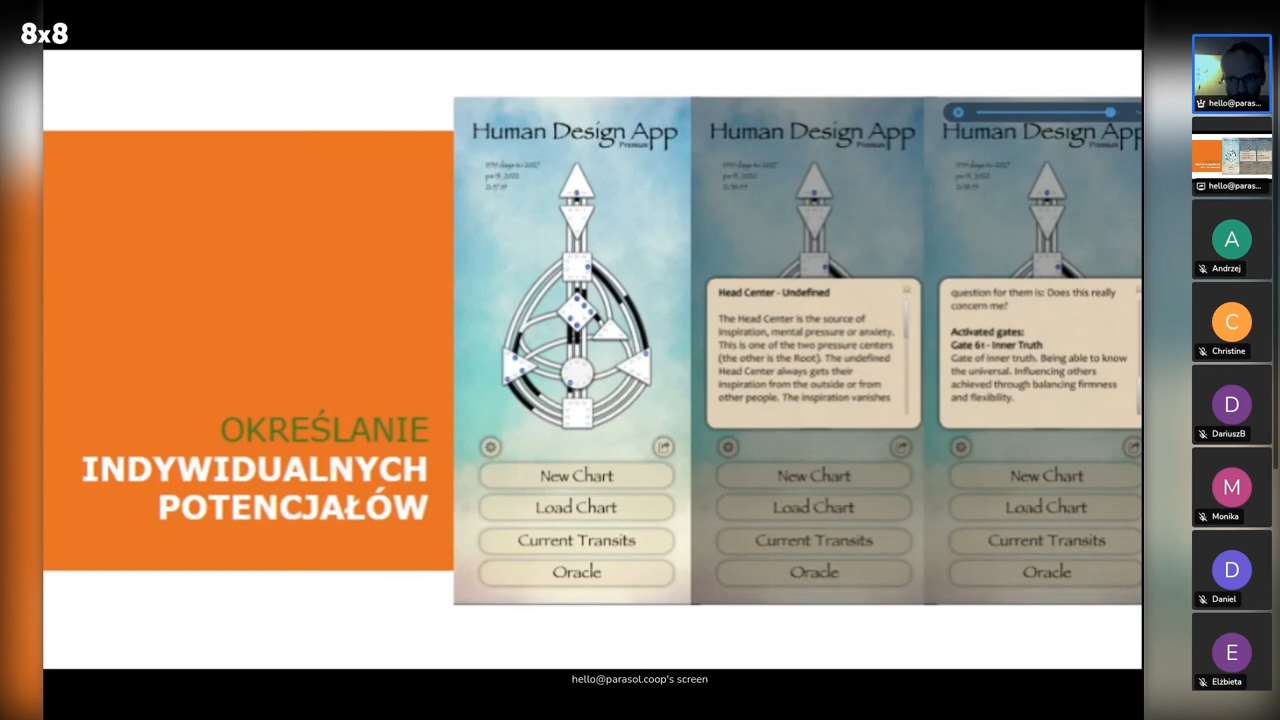 8x8
OKREŚLANIE
INDYWIDUALNYCH
POTENCJAŁÓW
Human Design App
Premium
New Chart
Load Chart
Current Transits
Oracle
Human Design App
Premium
Head Center - Undefined
The Head Center is the source of
inspiration, mental pressure or anxiety.
This is one of the two pressure centers
(the other is the Root). The undefined
Head Center always gets their
inspiration from the outside or from
other people. The inspiration vanishes
New Chart
Load Chart
Current Transits
Oracle
Human Design App
Premium
question for them is: Does this really
concern me?
Activated gates:
Gate 61 - Inner Truth
Gate of inner truth. Being able to know
the universal. Influencing others
achieved through balancing firmness
and flexibility.
New Chart
Load Chart
Current Transits
Oracle
hello@parasol.coop's screen
hello@paras...
hello@paras...
A
Andrzej
C
Christine
D
DariuszB
M
Monika
D
Daniel
E
Elżbieta